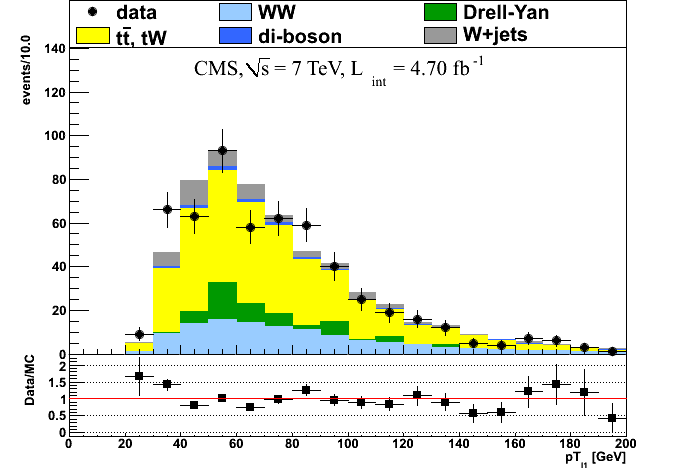 data WW Drell-Yan
tt̄, tW di-boson W+jets
CMS, √s = 7 TeV, L int = 4.70 fb-1
events/10.0
140
120
100
80
60
40
20
0
Data/MC
2
1.5
1
0.5
0
0 20 40 60 80 100 120 140 160 180 200
pT l1 [GeV]